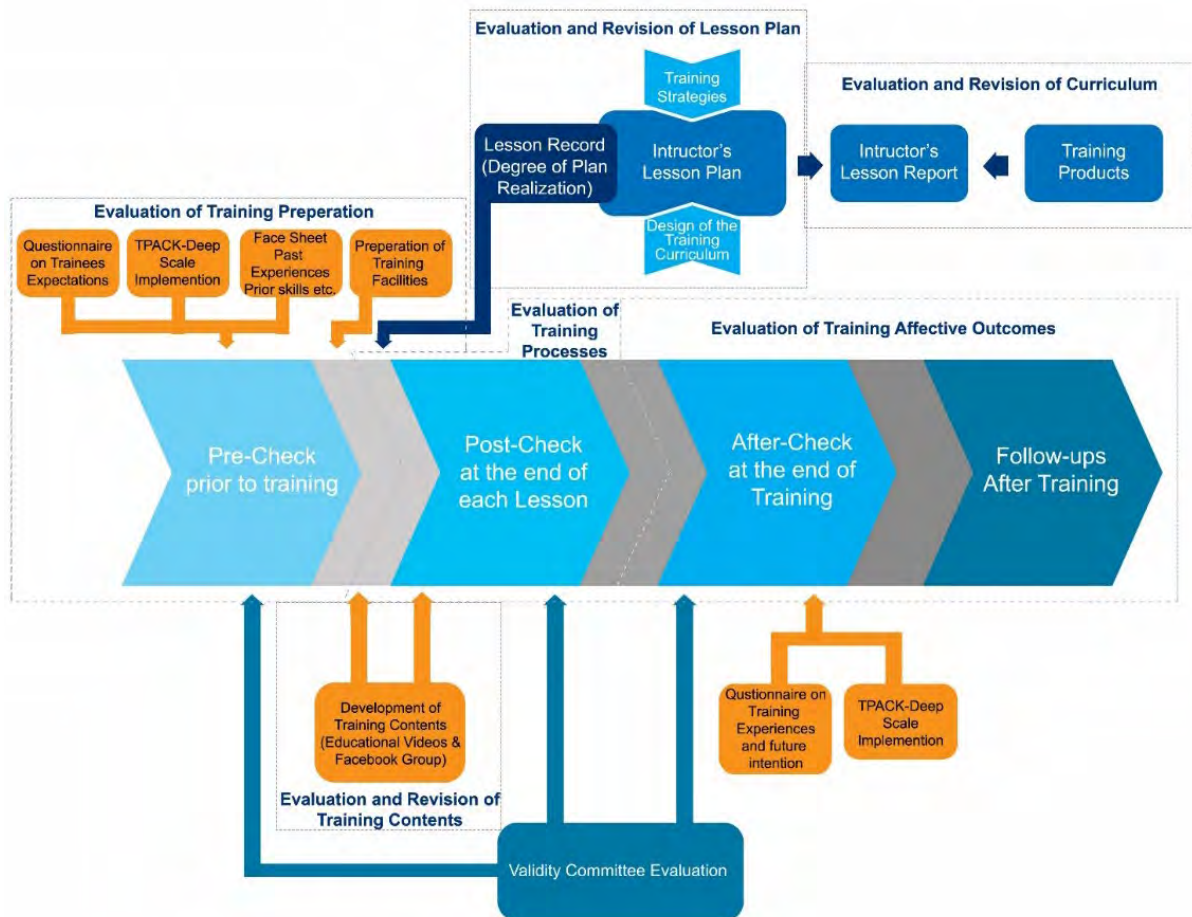 Evaluation and Revision of Lesson Plan
Training
Strategies
Evaluation and Revision of Curriculum
Lesson Record
(Degree of Plan
Realization)
Intructor's
Lesson Plan
Intructor's
Lesson Report
Training
Products
Design of the
Training
Curriculum
Evaluation of Training Preperation
Questionnaire
on Trainees
Expectations
TPACK-Deep
Scale
Implemention
Face Sheet
Past
Experiences
Prior skills etc.
Preperation of
Training
Facilities
Evaluation of
Training
Processes
Evaluation of Training Affective Outcomes
Pre-Check
prior to training
Post-Check
at the end of
each Lesson
After-Check
at the end of
Training
Follow-ups
After Training
Development of
Training Contents
(Educational Videos &
Facebook Group)
Evaluation and Revision of
Training Contents
Qustionnaire on
Training
Experiences
and future
intention
TPACK-Deep
Scale
Implemention
Validity Committee Evaluation